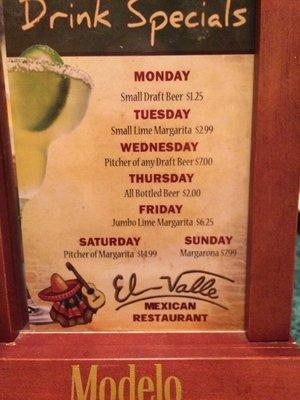 Drink Specials
MONDAY
Small Draft Beer $1.25
TUESDAY
Small Lime Margarita $2.99
WEDNESDAY
Pitcher of any Draft Beer $7.00
THURSDAY
All Bottled Beer $2.00
FRIDAY
Jumbo Lime Margarita $6.25
SATURDAY SUNDAY
Pitcher of Margarita $14.99 Margarona $7.99
El Valle
MEXICAN
RESTAURANT
Modelo